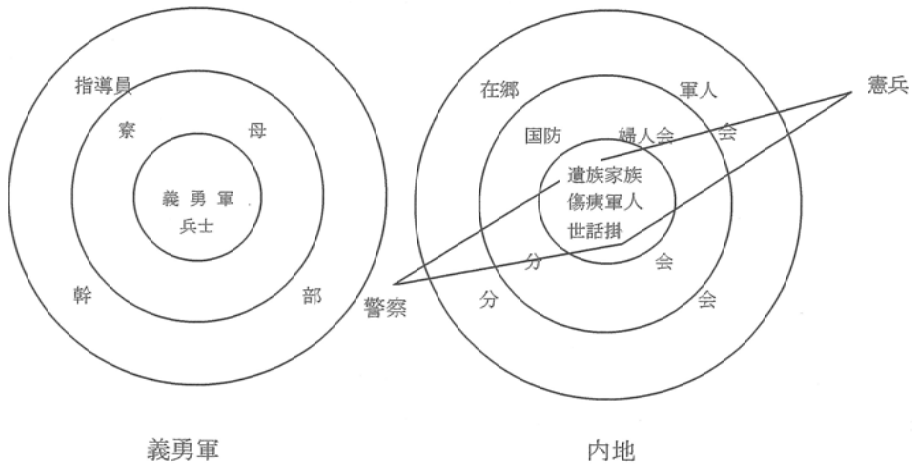 指導員
寮 母
義勇軍
兵士
幹 部
義勇軍
在郷 軍人 会
国防 婦人会
遺族家族
傷痍軍人
世話掛
分 会
分 会
憲兵
警察
内地